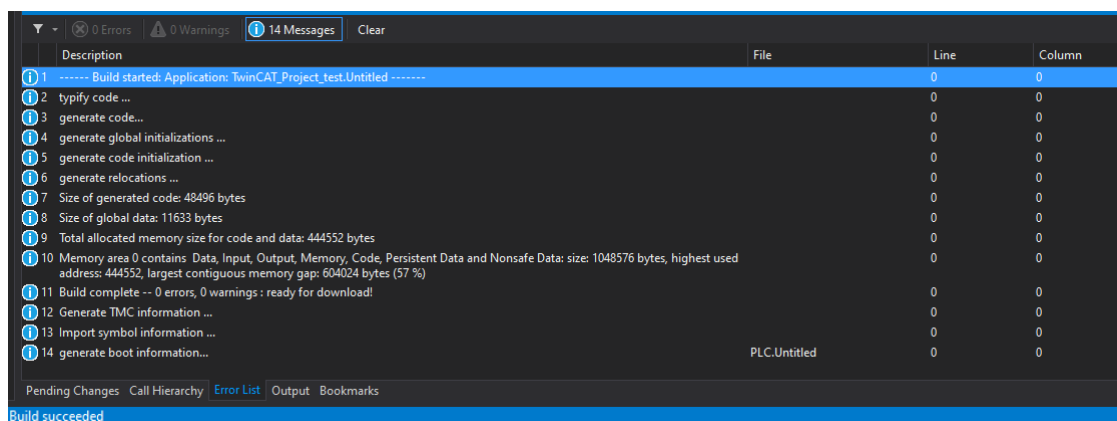 0 Errors 0 Warnings 14 Messages Clear
Description File Line Column
1 ------ Build started: Application: TwinCAT_Project_test.Untitled ------- 0 0
2 typify code ... 0 0
3 generate code... 0 0
4 generate global initializations ... 0 0
5 generate code initialization ... 0 0
6 generate relocations ... 0 0
7 Size of generated code: 48496 bytes 0 0
8 Size of global data: 11633 bytes 0 0
9 Total allocated memory size for code and data: 444552 bytes 0 0
10 Memory area 0 contains  Data, Input, Output, Memory, Code, Persistent Data and Nonsafe Data: size: 1048576 bytes, highest used 0 0
address: 444552, largest contiguous memory gap: 604024 bytes (57 %)
11 Build complete -- 0 errors, 0 warnings : ready for download! 0 0
12 Generate TMC information ... 0 0
13 Import symbol information ... 0 0
14 generate boot information... PLC.Untitled 0 0
Pending Changes Call Hierarchy Error List Output Bookmarks
Build succeeded